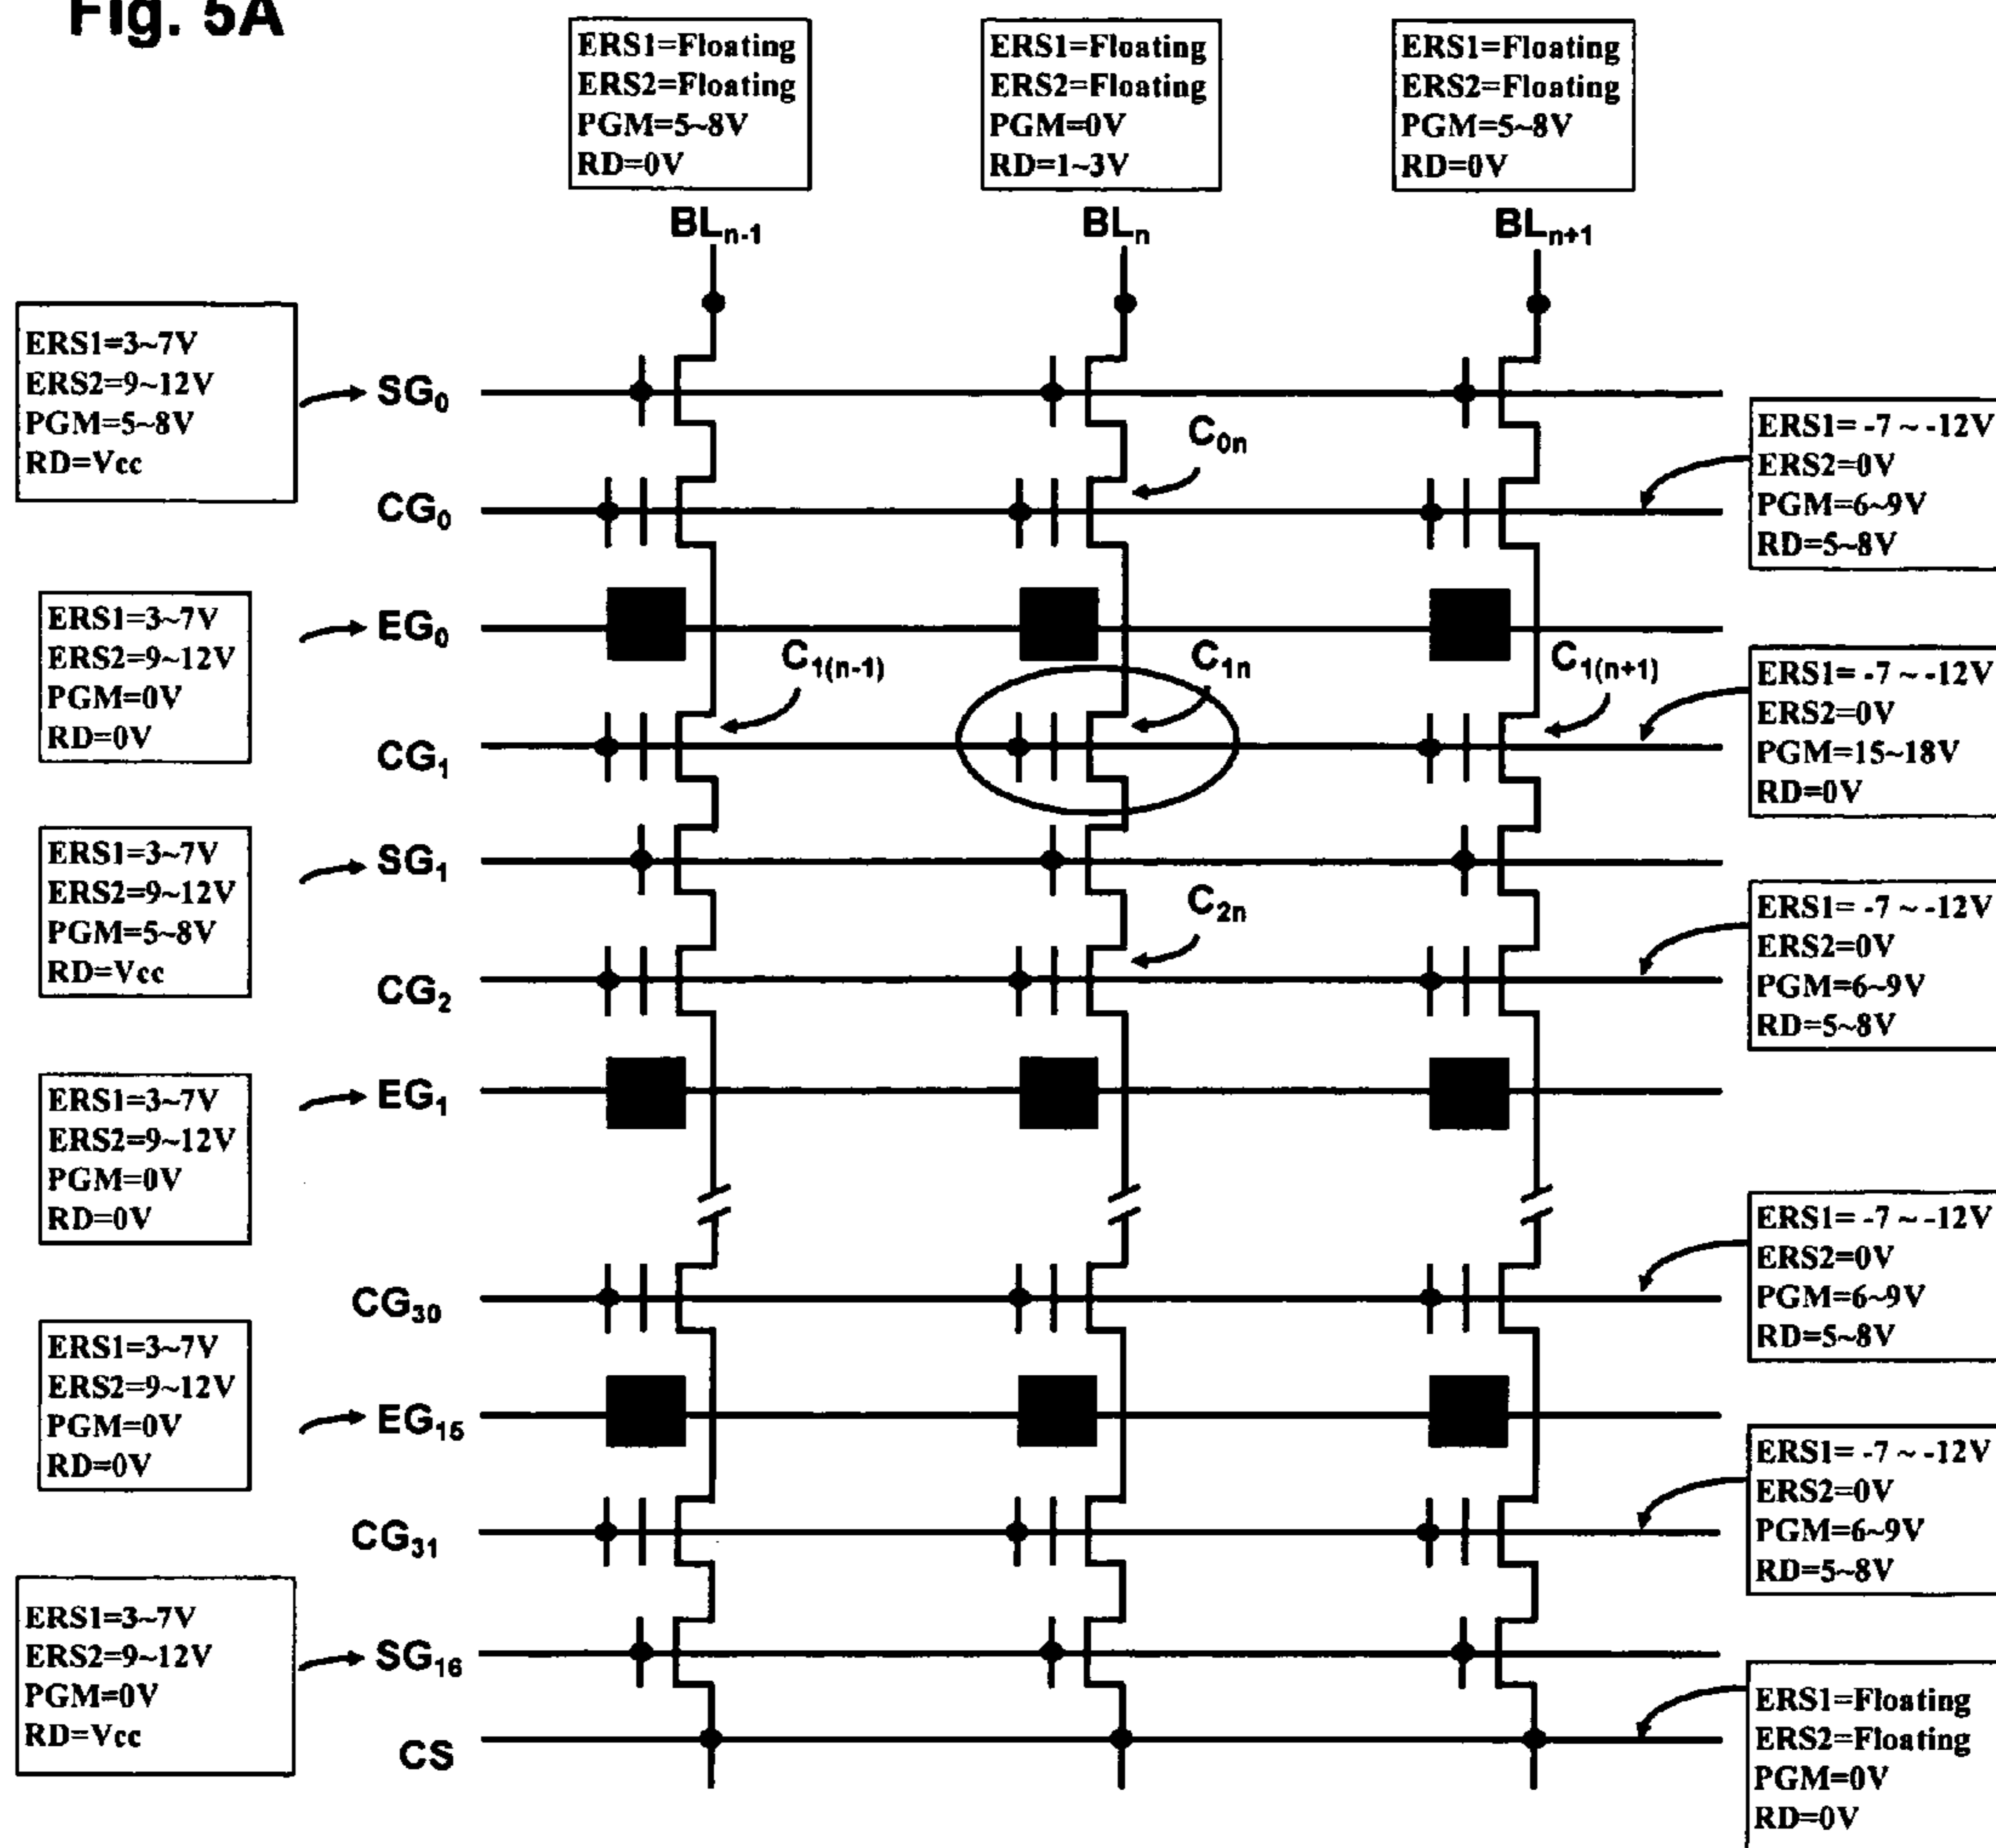 Fig. 5A
ERS1=Floating
ERS2=Floating
PGM=5~8V
RD=0V
ERS1=Floating
ERS2=Floating
PGM=0V
RD=1~3V
ERS1=Floating
ERS2=Floating
PGM=5~8V
RD=0V
BLn-1
BLn
BLn+1
ERS1=3~7V
ERS2=9~12V
PGM=5~8V
RD=Vcc
SG0
C0n
ERS1= -7 ~ -12V
ERS2=0V
PGM=6~9V
RD=5~8V
CG0
ERS1=3~7V
ERS2=9~12V
PGM=0V
RD=0V
EG0
C1(n-1)
C1n
C1(n+1)
ERS1= -7 ~ -12V
ERS2=0V
PGM=15~18V
RD=0V
CG1
ERS1=3~7V
ERS2=9~12V
PGM=5~8V
RD=Vcc
SG1
C2n
ERS1= -7 ~ -12V
ERS2=0V
PGM=6~9V
RD=5~8V
CG2
ERS1=3~7V
ERS2=9~12V
PGM=0V
RD=0V
EG1
ERS1= -7 ~ -12V
ERS2=0V
PGM=6~9V
RD=5~8V
CG30
ERS1=3~7V
ERS2=9~12V
PGM=0V
RD=0V
EG15
ERS1= -7 ~ -12V
ERS2=0V
PGM=6~9V
RD=5~8V
CG31
ERS1=3~7V
ERS2=9~12V
PGM=0V
RD=Vcc
SG16
ERS1=Floating
ERS2=Floating
PGM=0V
RD=0V
CS